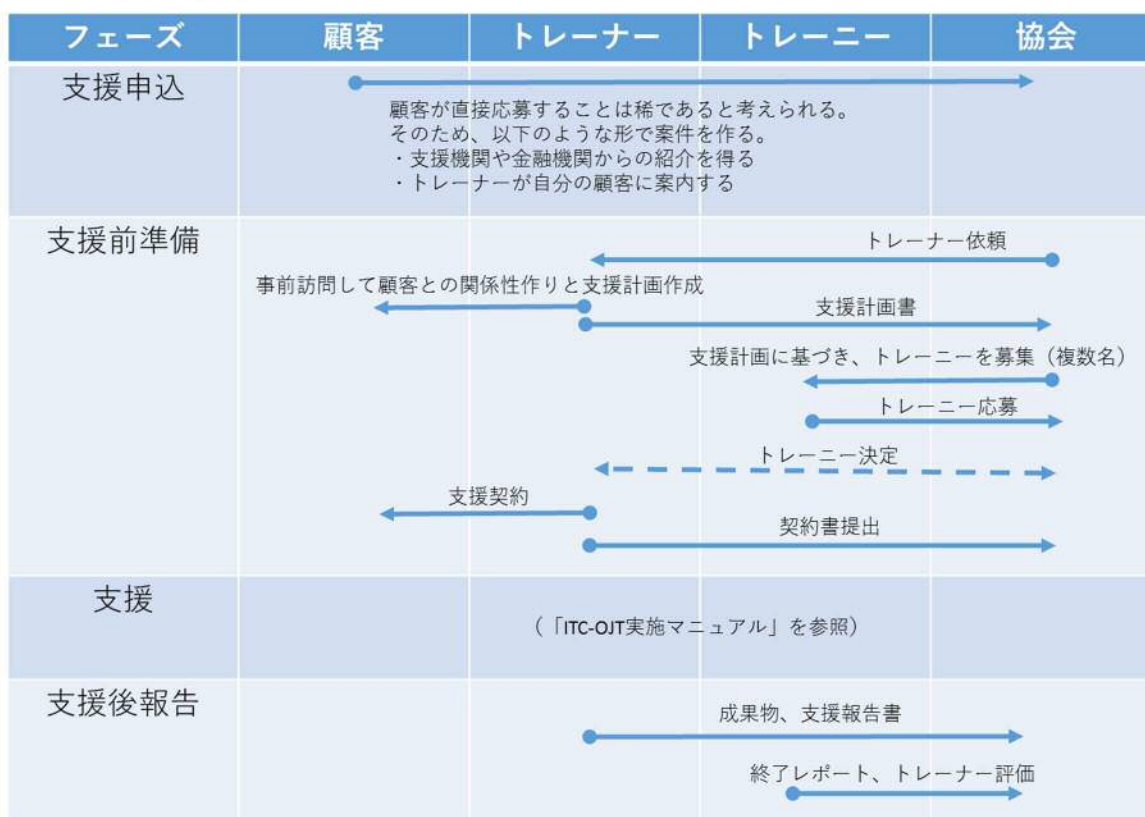 フェーズ 顧客 トレーナー トレーニー 協会
支援申込
顧客が直接応募することは稀であると考えられる。
そのため、以下のような形で案件を作る。
・支援機関や金融機関からの紹介を得る
・トレーナーが自分の顧客に案内する
支援前準備
トレーナー依頼
事前訪問して顧客との関係性作りと支援計画作成
支援計画書
支援計画に基づき、トレーニーを募集（複数名）
トレーニー応募
トレーニー決定
支援契約
契約書提出
支援
（「ITC-OJT実施マニュアル」を参照）
支援後報告
成果物、支援報告書
終了レポート、トレーナー評価